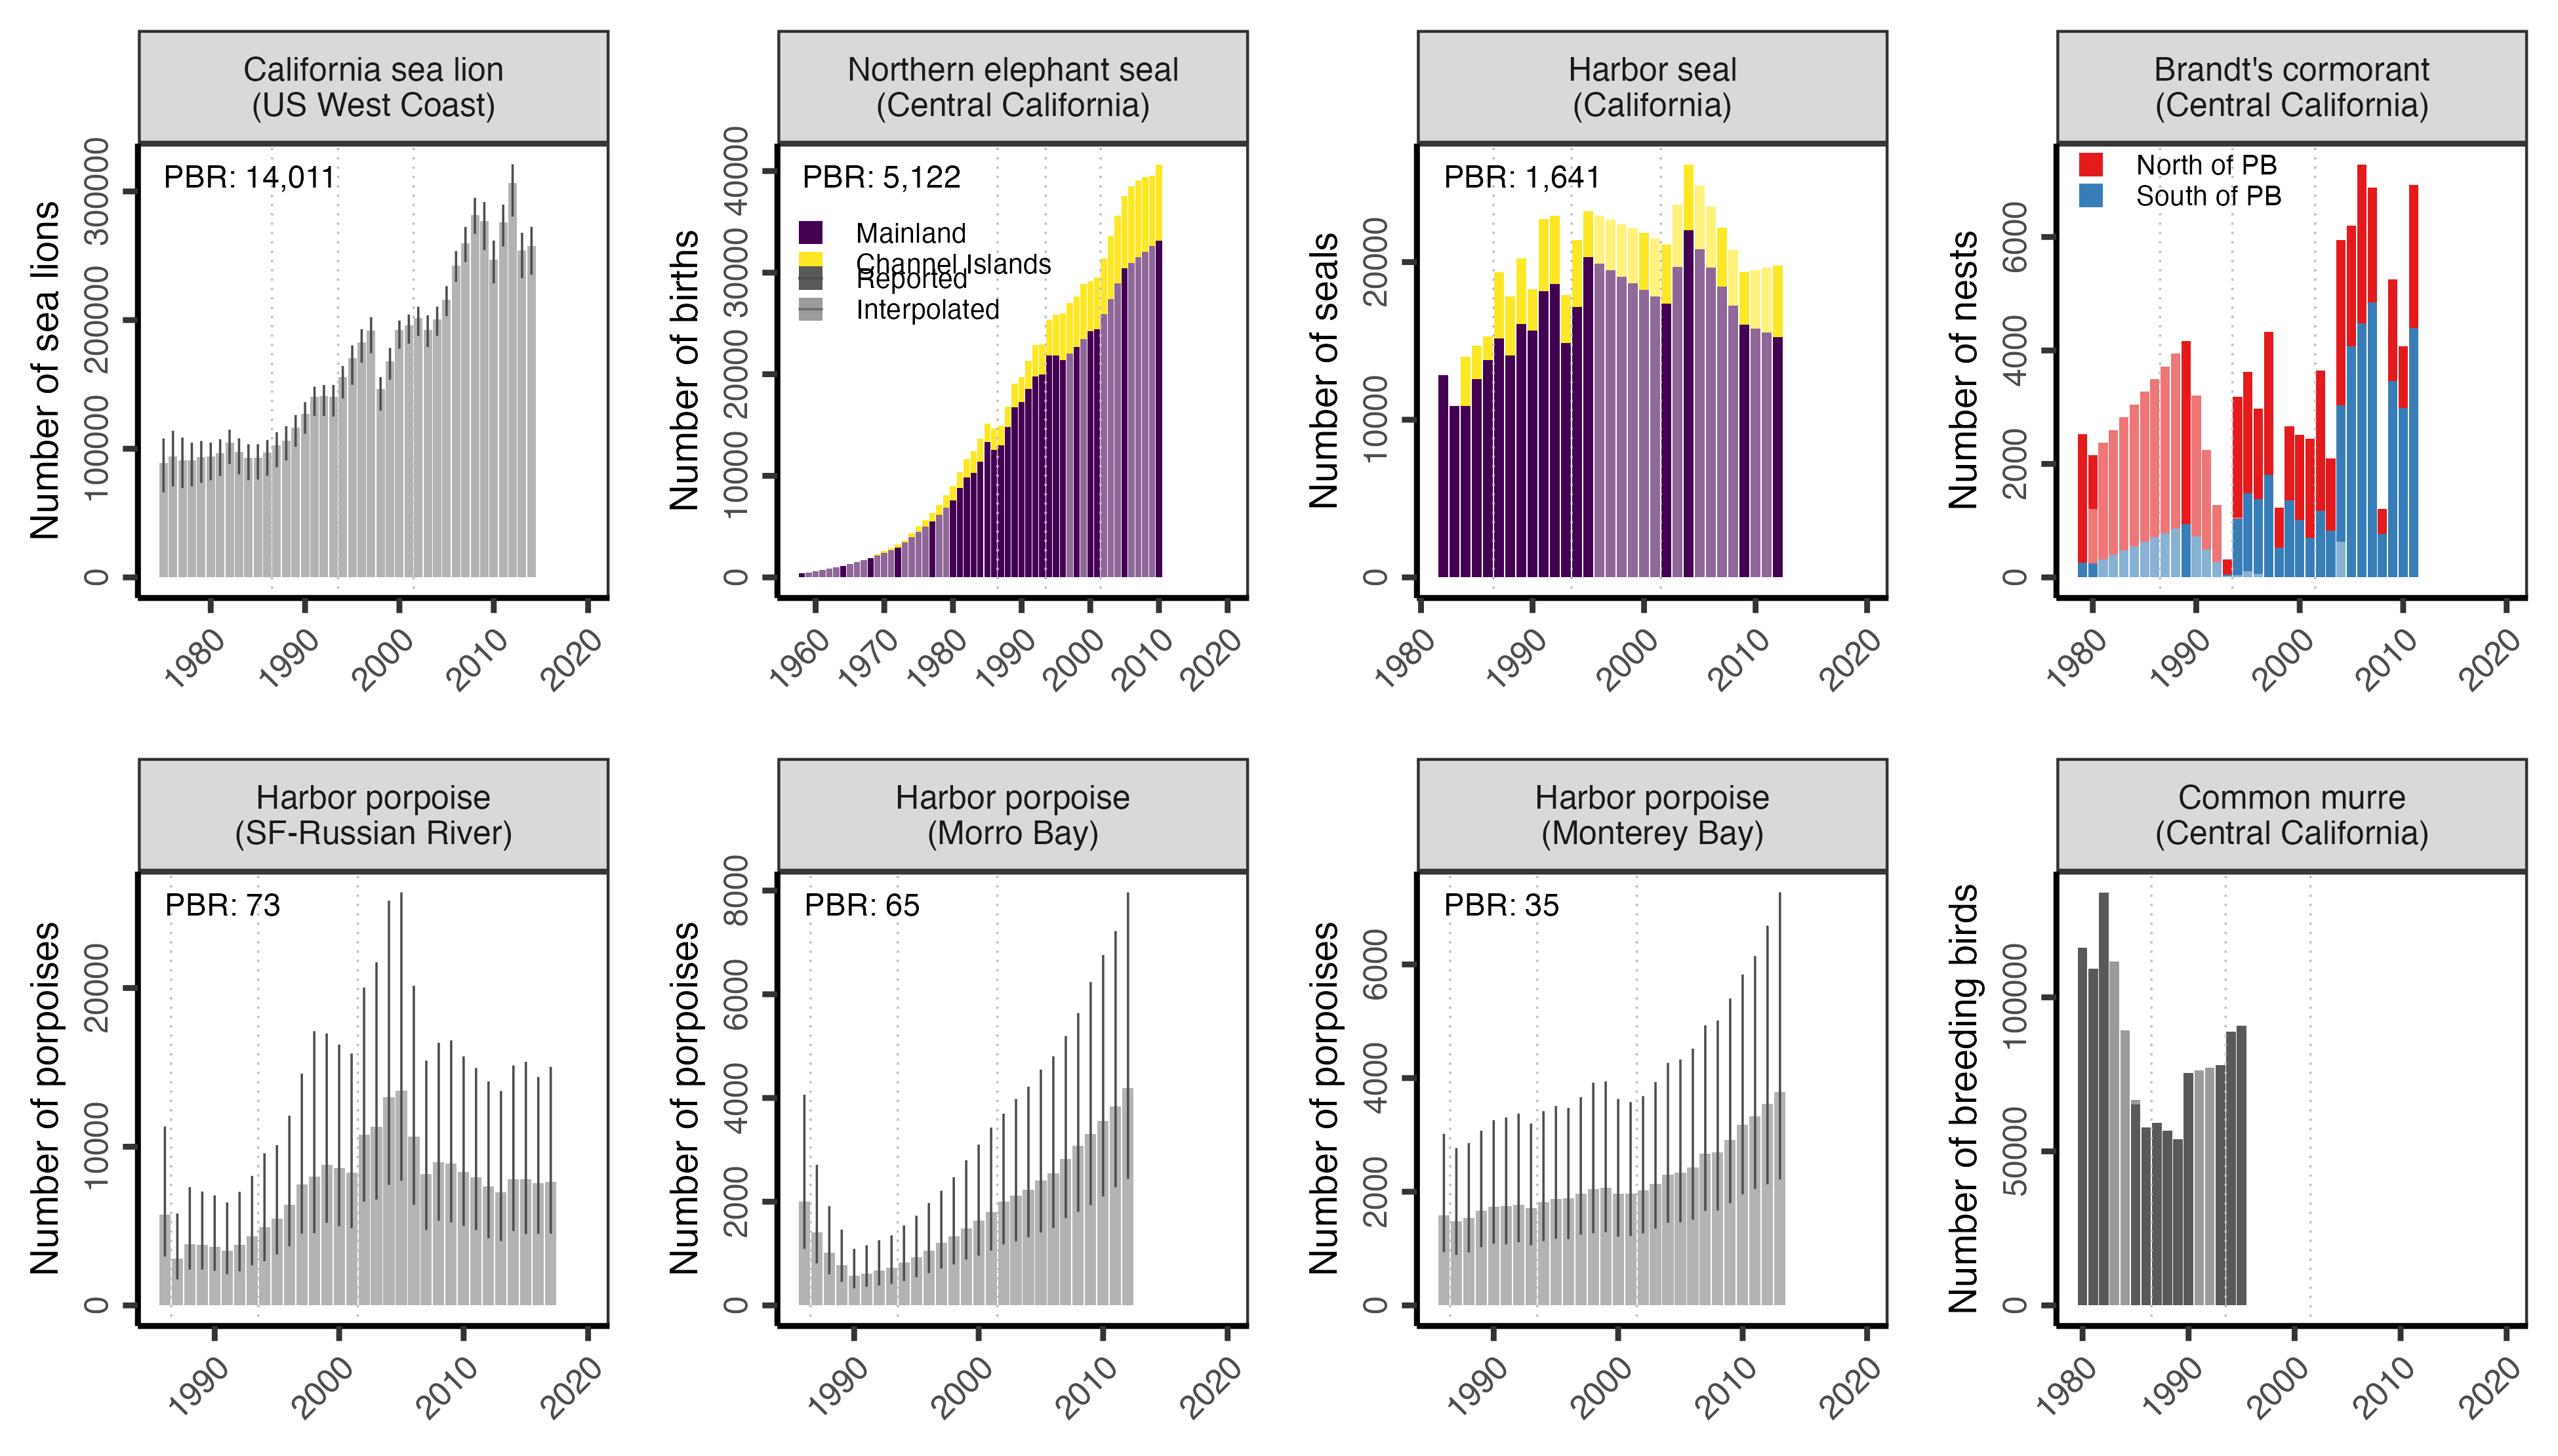 California sea lion
(US West Coast)
PBR: 14,011
Number of sea lions
0
100000
200000
300000
1980
1990
2000
2010
2020
Northern elephant seal
(Central California)
PBR: 5,122
Mainland
Channel Islands
Reported
Interpolated
Number of births
0
10000
20000
30000
40000
1960
1970
1980
1990
2000
2010
2020
Harbor seal
(California)
PBR: 1,641
Number of seals
0
10000
20000
1980
1990
2000
2010
2020
Brandt's cormorant
(Central California)
North of PB
South of PB
Number of nests
0
2000
4000
6000
1980
1990
2000
2010
2020
Harbor porpoise
(SF-Russian River)
PBR: 73
Number of porpoises
0
10000
20000
1990
2000
2010
2020
Harbor porpoise
(Morro Bay)
PBR: 65
Number of porpoises
0
2000
4000
6000
8000
1990
2000
2010
2020
Harbor porpoise
(Monterey Bay)
PBR: 35
Number of porpoises
0
2000
4000
6000
1990
2000
2010
2020
Common murre
(Central California)
Number of breeding birds
0
50000
100000
1980
1990
2000
2010
2020